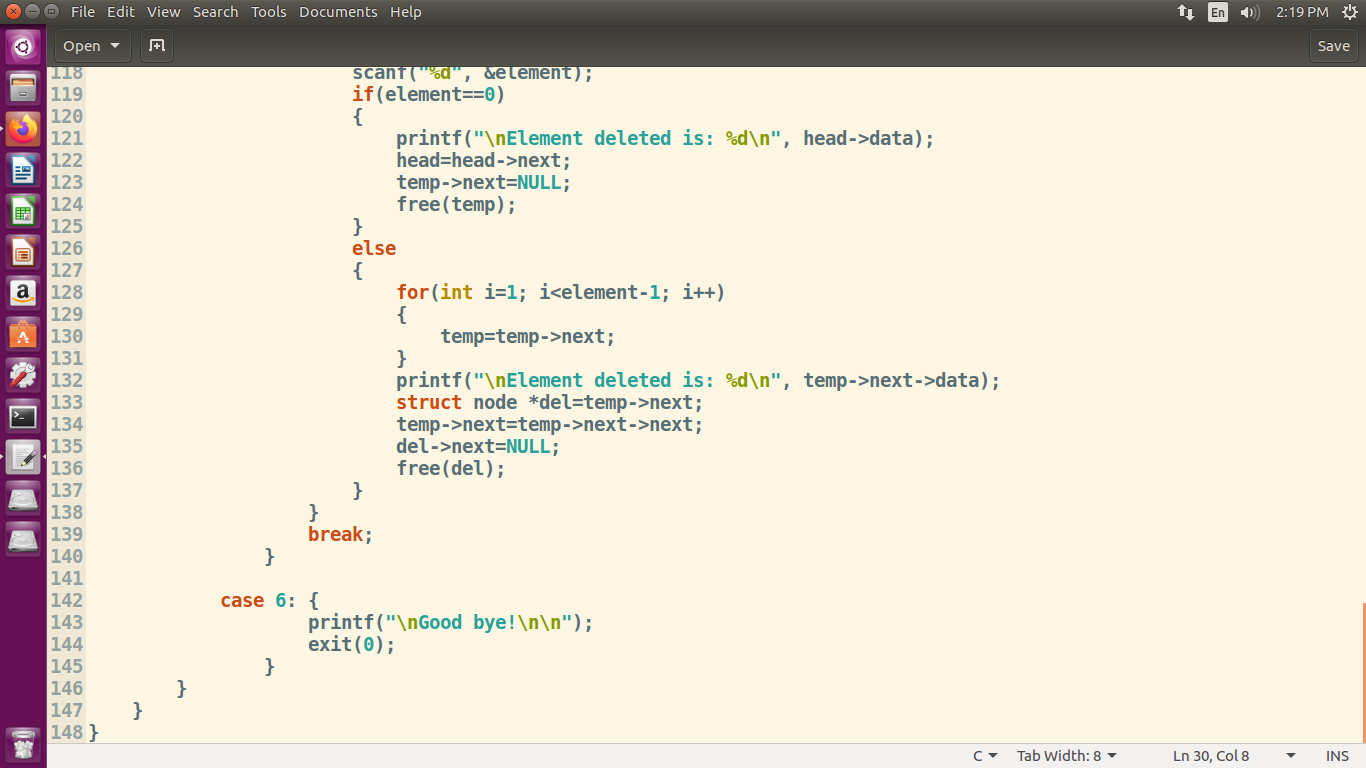 File Edit View Search Tools Documents Help En 2:19 PM
Open Save
118 scanf("%d", &element);
119 if(element==0)
120 {
121 printf("\nElement deleted is: %d\n", head->data);
122 head=head->next;
123 temp->next=NULL;
124 free(temp);
125 }
126 else
127 {
128 for(int i=1; i<element-1; i++)
129 {
130 temp=temp->next;
131 }
132 printf("\nElement deleted is: %d\n", temp->next->data);
133 struct node *del=temp->next;
134 temp->next=temp->next->next;
135 del->next=NULL;
136 free(del);
137 }
138 }
139 break;
140 }
141
142 case 6: {
143 printf("\nGood bye!\n\n");
144 exit(0);
145 }
146 }
147 }
148 }
C Tab Width: 8 Ln 30, Col 8 INS